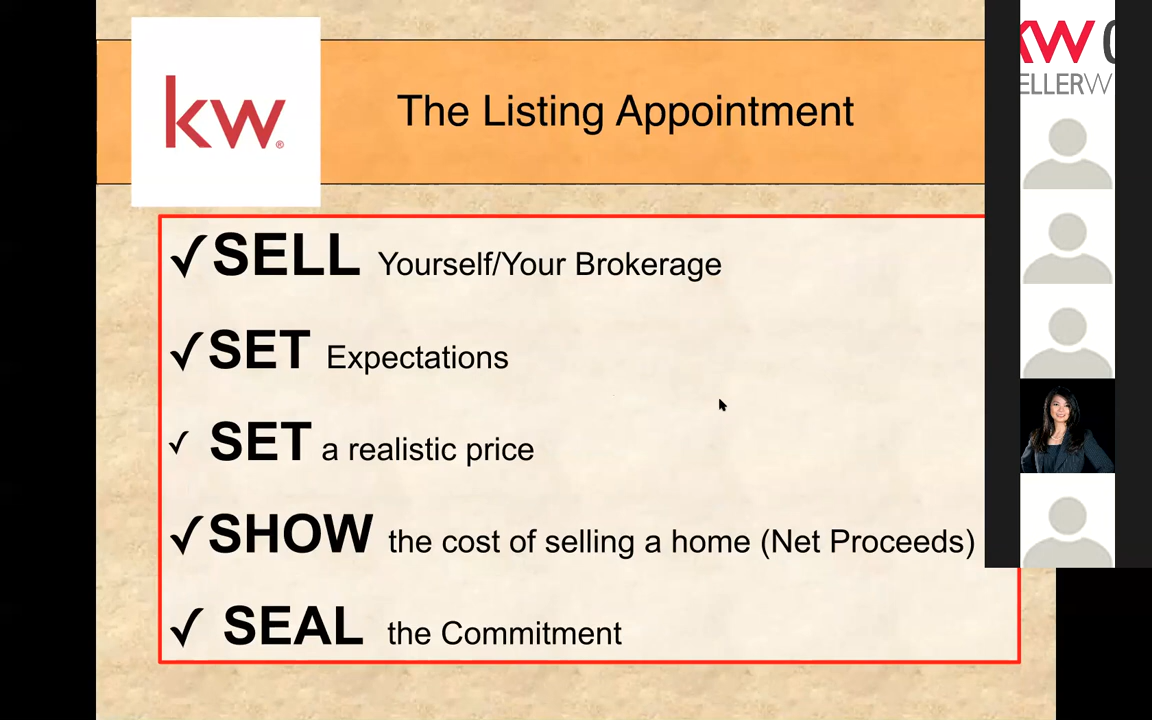 kw®
The Listing Appointment
✓SELL Yourself/Your Brokerage
✓SET Expectations
✓ SET a realistic price
✓SHOW the cost of selling a home (Net Proceeds)
✓ SEAL the Commitment
KW
ELLERW